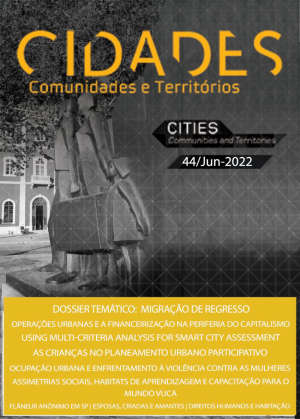 CIDADES
Comunidades e Territórios
CITIES
Communities and Territories
44/Jun-2022
DOSSIER TEMÁTICO: MIGRAÇÃO DE REGRESSO
OPERAÇÕES URBANAS E A FINANCEIRIZAÇÃO NA PERIFERIA DO CAPITALISMO
USING MULTI-CRITERIA ANALYSIS FOR SMART CITY ASSESSMENT
AS CRIANÇAS NO PLANEAMENTO URBANO PARTICIPATIVO
OCUPAÇÃO URBANA E ENFRENTAMENTO À VIOLÊNCIA CONTRA AS MULHERES
ASSIMETRIAS SOCIAIS, HABITATS DE APRENDIZAGEM E CAPACITAÇÃO PARA O
MUNDO VUCA
FLÂNEUR ANÓNIMO EM SP | ESPOSAS, CRIADAS E AMANTES | DIREITOS HUMANOS E HABITAÇÃO